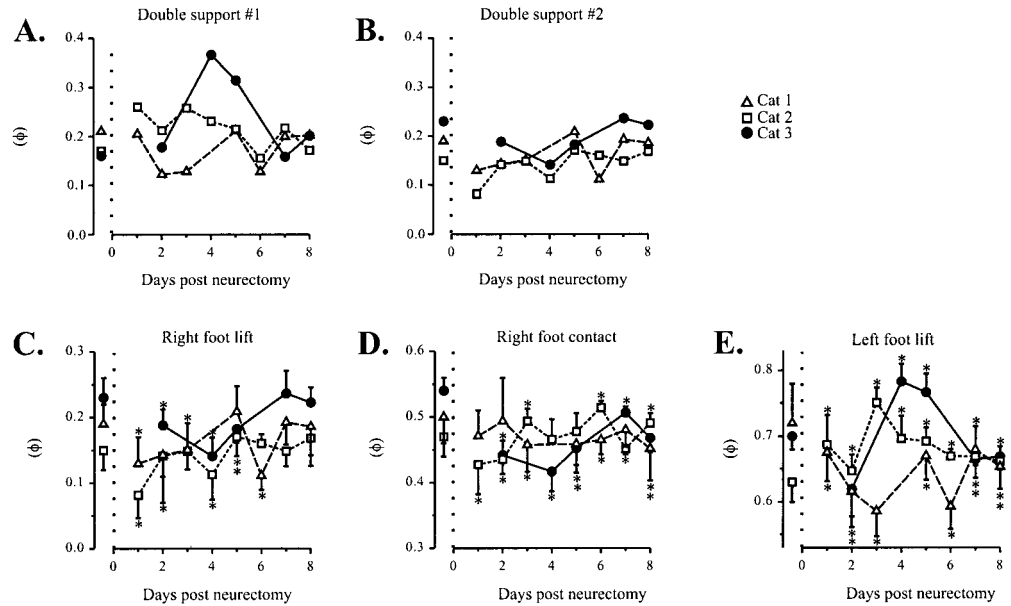 A.
Double support #1
0.4
0.3
0.2
0.1
0.0
(ϕ)
0 2 4 6 8
Days post neurectomy
B.
Double support #2
0.4
0.3
0.2
0.1
0.0
(ϕ)
0 2 4 6 8
Days post neurectomy
Cat 1
Cat 2
Cat 3
C.
Right foot lift
0.3
0.2
0.1
0.0
(ϕ)
0 2 4 6 8
Days post neurectomy
D.
Right foot contact
0.6
0.5
0.4
0.3
(ϕ)
0 2 4 6 8
Days post neurectomy
E.
Left foot lift
0.8
0.7
0.6
(ϕ)
0 2 4 6 8
Days post neurectomy